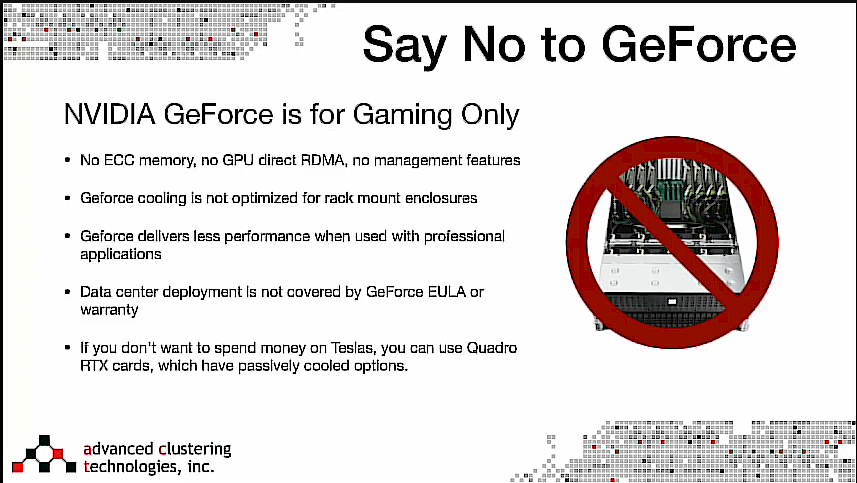 Say No to GeForce
NVIDIA GeForce is for Gaming Only
• No ECC memory, no GPU direct RDMA, no management features
• Geforce cooling is not optimized for rack mount enclosures
• Geforce delivers less performance when used with professional
applications
• Data center deployment is not covered by GeForce EULA or
warranty
• If you don't want to spend money on Teslas, you can use Quadro
RTX cards, which have passively cooled options.
advanced clustering
technologies, inc.